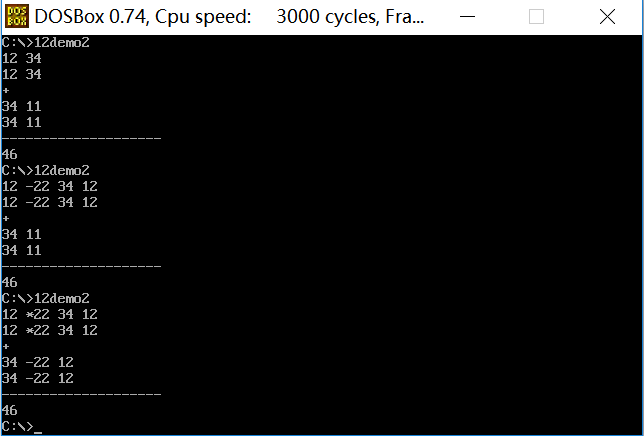 DOS
BOX
DOSBox 0.74, Cpu speed: 3000 cycles, Fra...
C:\>12demo2
12 34
12 34
+
34 11
34 11
--------------------
46
C:\>12demo2
12 -22 34 12
12 -22 34 12
+
34 11
34 11
--------------------
46
C:\>12demo2
12 *22 34 12
12 *22 34 12
+
34 -22 12
34 -22 12
--------------------
46
C:\>_